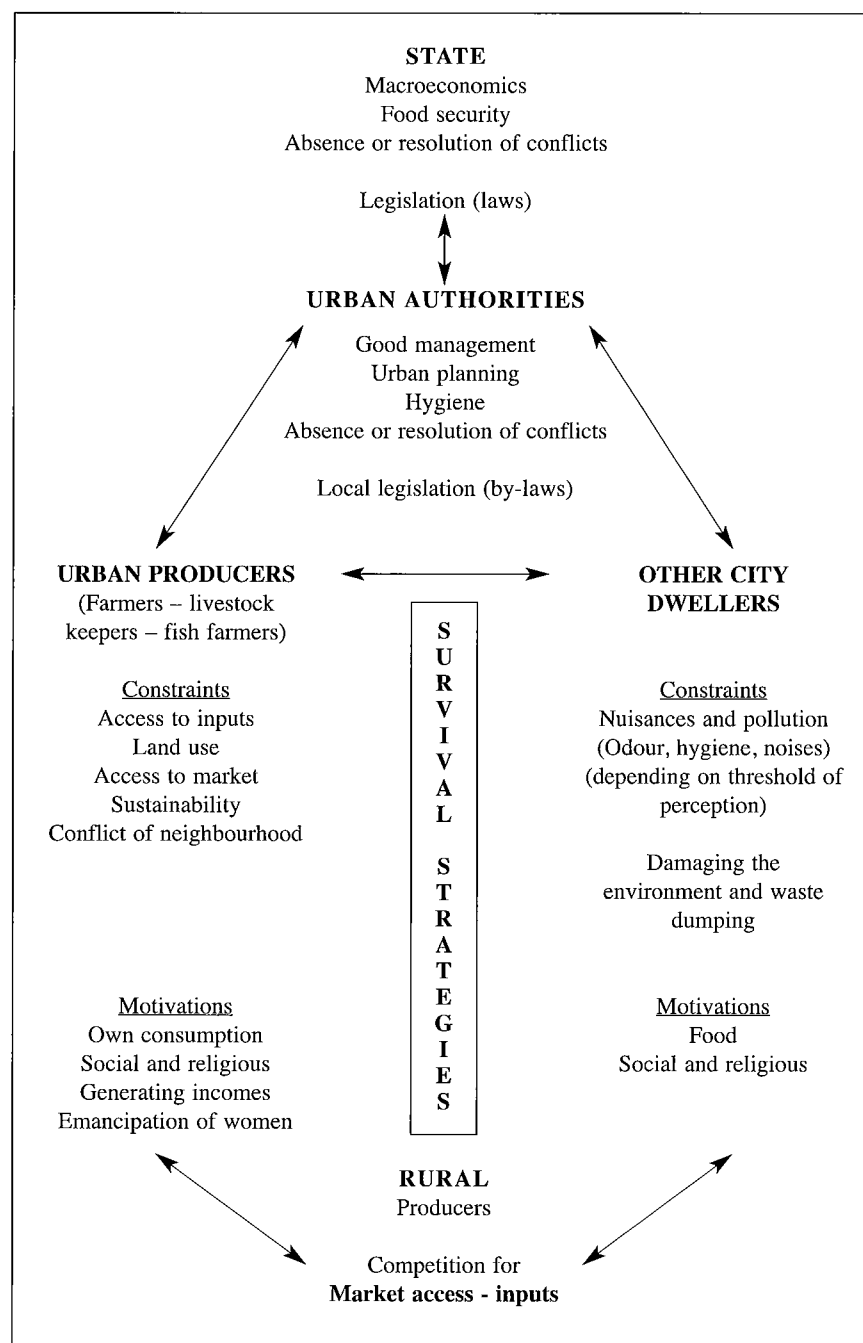 STATE
Macroeconomics
Food security
Absence or resolution of conflicts
Legislation (laws)
URBAN AUTHORITIES
Good management
Urban planning
Hygiene
Absence or resolution of conflicts
Local legislation (by-laws)
URBAN PRODUCERS
(Farmers – livestock
keepers – fish farmers)
Constraints
Access to inputs
Land use
Access to market
Sustainability
Conflict of neighbourhood
Motivations
Own consumption
Social and religious
Generating incomes
Emancipation of women
SURVIVAL STRATEGIES
OTHER CITY
DWELLERS
Constraints
Nuisances and pollution
(Odour, hygiene, noises)
(depending on threshold of
perception)
Damaging the
environment and waste
dumping
Motivations
Food
Social and religious
RURAL
Producers
Competition for
Market access - inputs